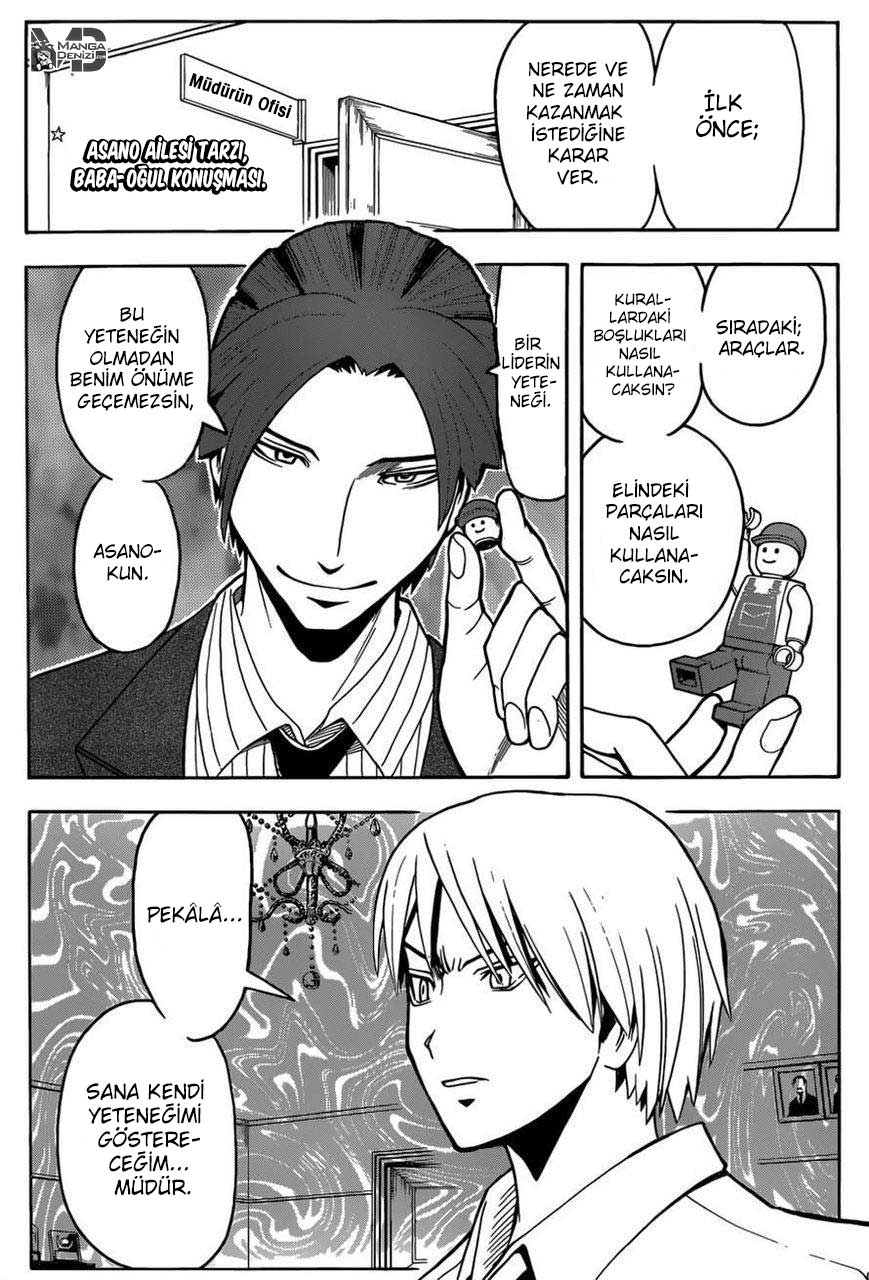 MANGA
DENİZİ
Müdürün Ofisi
ASANO AİLESİ TARZI,
BABA-OĞUL KONUŞMASI.
İLK
ÖNCE;
NEREDE VE
NE ZAMAN
KAZANMAK
İSTEDİĞİNE
KARAR
VER.
SIRADAKİ;
ARAÇLAR.
KURAL-
LARDAKİ
BOŞLUKLARI
NASIL
KULLANA-
CAKSIN?
ELİNDEKİ
PARÇALARI
NASIL
KULLANA-
CAKSIN.
BİR
LİDERİN
YETE-
NEĞİ.
BU
YETENEĞİN
OLMADAN
BENİM ÖNÜME
GEÇEMEZSİN,
ASANO-
KUN.
PEKÂLÂ...
SANA KENDİ
YETENEĞİMİ
GÖSTERE-
CEĞİM...
MÜDÜR.